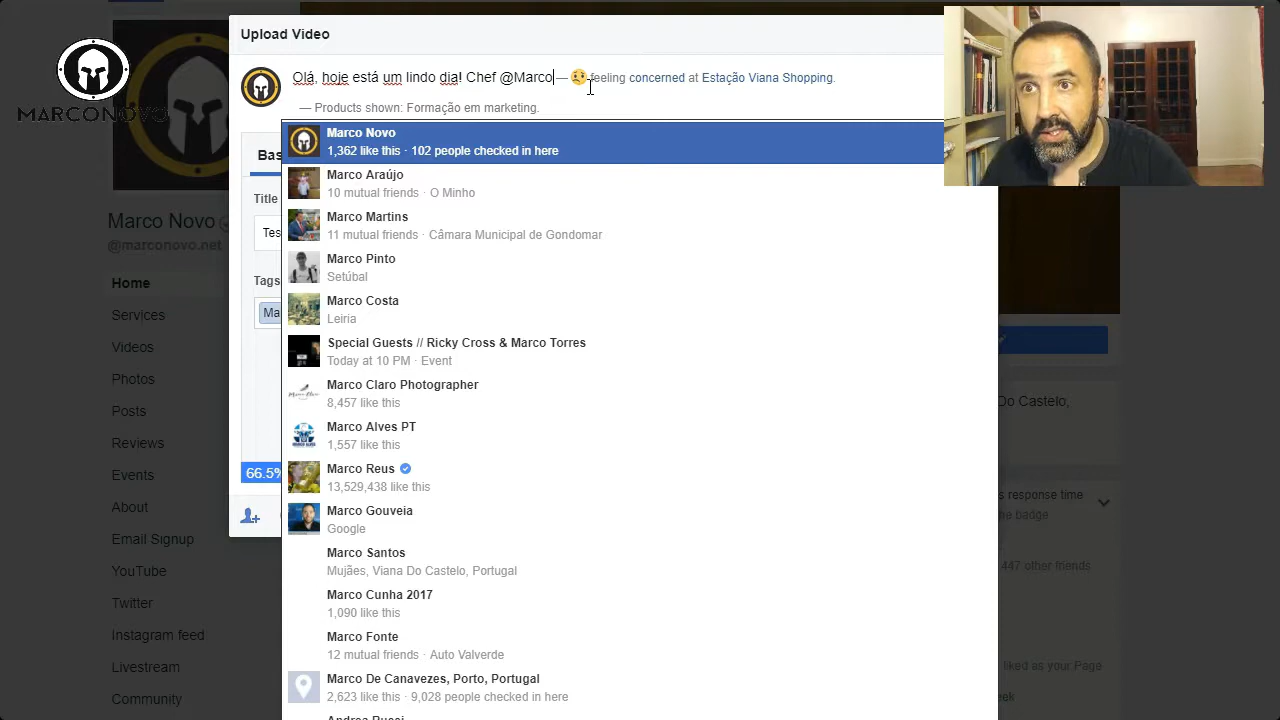 Upload Video
MARCONOVO
Olá, hoje está um lindo dia! Chef @Marco — feeling concerned at Estação Viana Shopping.
— Products shown: Formação em marketing.
Bas
Title
Tes
Tags
Ma
66.5%
Marco Novo
1,362 like this · 102 people checked in here
Marco Araújo
10 mutual friends · O Minho
Marco Martins
11 mutual friends · Câmara Municipal de Gondomar
Marco Pinto
Setúbal
Marco Costa
Leiria
Special Guests // Ricky Cross & Marco Torres
Today at 10 PM · Event
Marco Claro Photographer
8,457 like this
Marco Alves PT
1,557 like this
Marco Reus
13,529,438 like this
Marco Gouveia
Google
Marco Santos
Mujães, Viana Do Castelo, Portugal
Marco Cunha 2017
1,090 like this
Marco Fonte
12 mutual friends · Auto Valverde
Marco De Canavezes, Porto, Portugal
2,623 like this · 9,028 people checked in here
Marco Novo
@marconovo.net
Home
Services
Videos
Photos
Posts
Reviews
Events
About
Email Signup
YouTube
Twitter
Instagram feed
Livestream
Community
Do Castelo,
s response time
he badge
447 other friends
liked as your Page